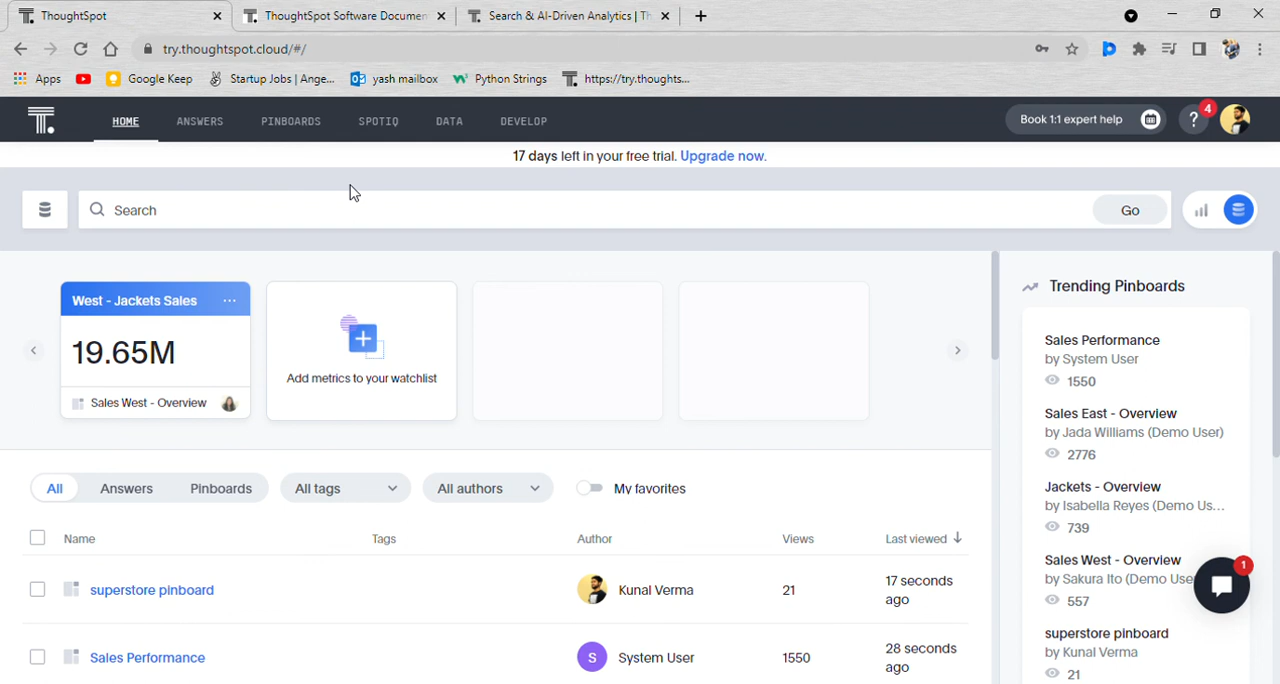 ThoughtSpot
ThoughtSpot Software Documen
Search & AI-Driven Analytics | Th
try.thoughtspot.cloud/#/
Apps
Google Keep
Startup Jobs | Ange...
yash mailbox
Python Strings
https://try.thoughts...
HOME
ANSWERS
PINBOARDS
SPOTIQ
DATA
DEVELOP
Book 1:1 expert help
?
4
17 days left in your free trial. Upgrade now.
Search
Go
West - Jackets Sales
19.65M
Sales West - Overview
Add metrics to your watchlist
Trending Pinboards
Sales Performance
by System User
1550
Sales East - Overview
by Jada Williams (Demo User)
2776
Jackets - Overview
by Isabella Reyes (Demo Us...
739
Sales West - Overview
by Sakura Ito (Demo Use
557
superstore pinboard
by Kunal Verma
21
1
All
Answers
Pinboards
All tags
All authors
My favorites
Name
Tags
Author
Views
Last viewed
superstore pinboard
Kunal Verma
21
17 seconds
ago
Sales Performance
S
System User
1550
28 seconds
ago